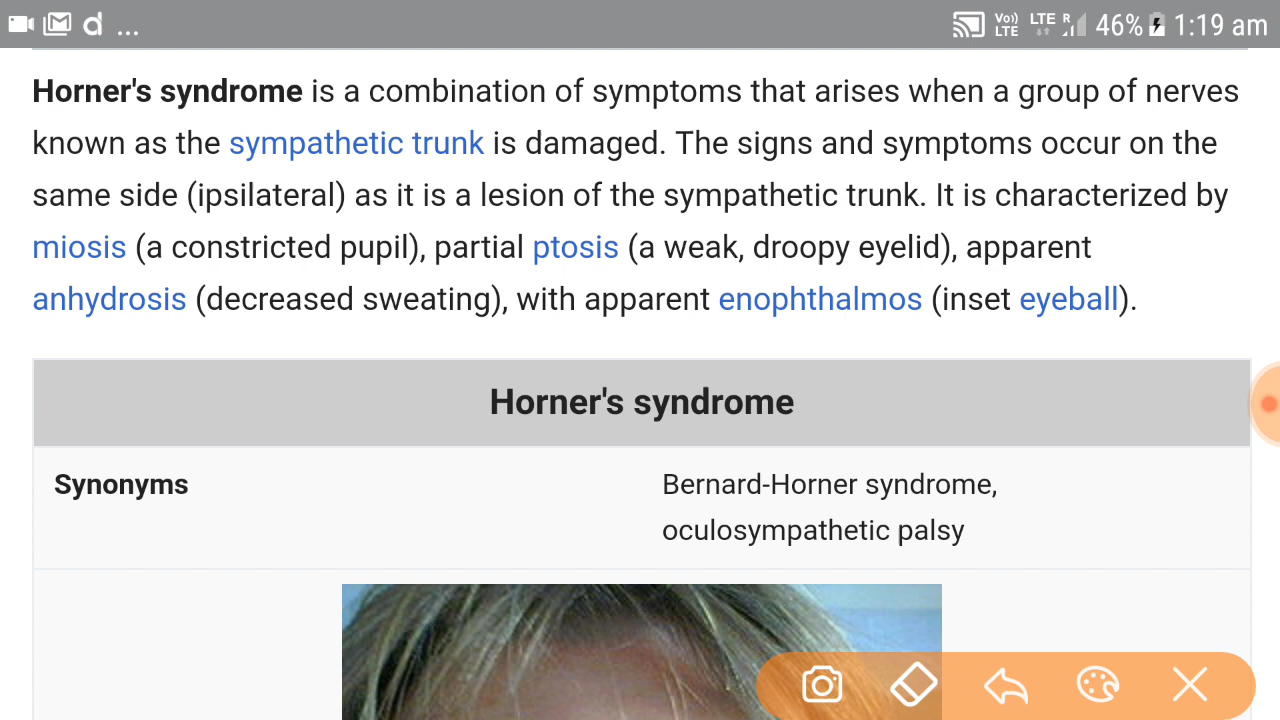 d ...
Vo)) LTE LTE R 46% 1:19 am
Horner's syndrome is a combination of symptoms that arises when a group of nerves
known as the sympathetic trunk is damaged. The signs and symptoms occur on the
same side (ipsilateral) as it is a lesion of the sympathetic trunk. It is characterized by
miosis (a constricted pupil), partial ptosis (a weak, droopy eyelid), apparent
anhydrosis (decreased sweating), with apparent enophthalmos (inset eyeball).
Horner's syndrome
Synonyms
Bernard-Horner syndrome,
oculosympathetic palsy